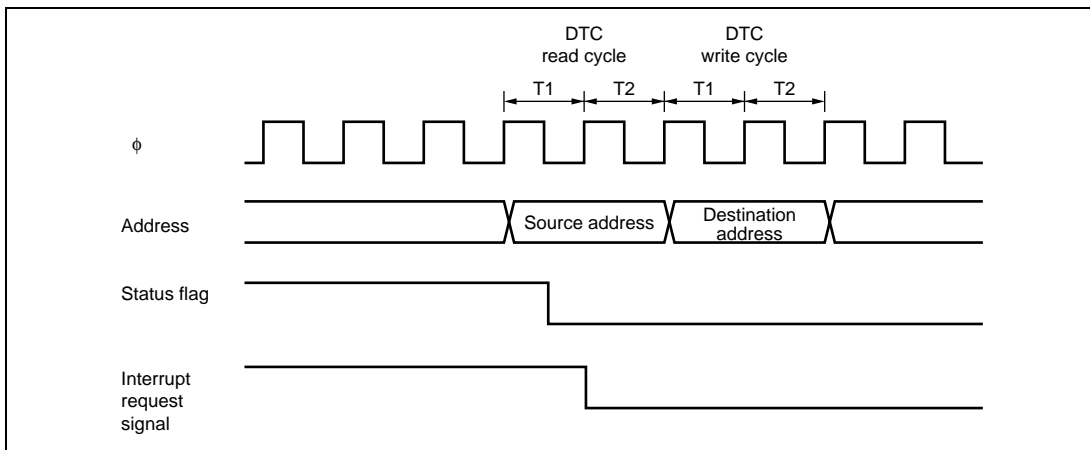 DTC
read cycle
DTC
write cycle
T1
T2
T1
T2
ϕ
Address
Source address
Destination
address
Status flag
Interrupt
request
signal